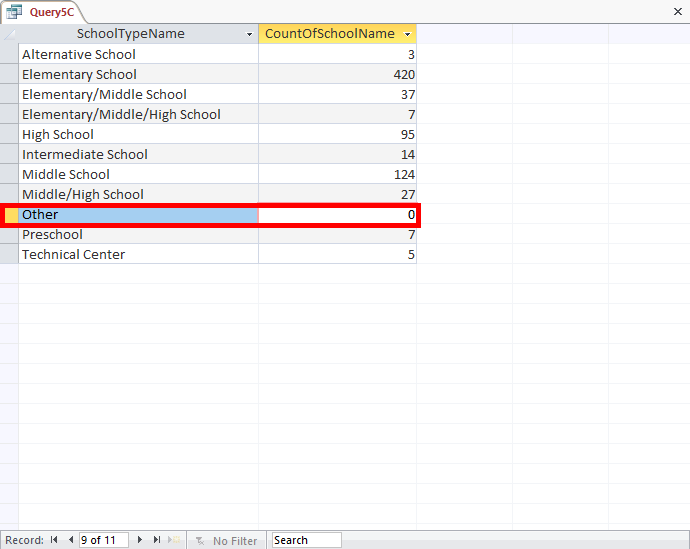 Query5C
SchoolTypeName CountOfSchoolName
Alternative School 3
Elementary School 420
Elementary/Middle School 37
Elementary/Middle/High School 7
High School 95
Intermediate School 14
Middle School 124
Middle/High School 27
Other 0
Preschool 7
Technical Center 5
Record: 9 of 11 No Filter Search